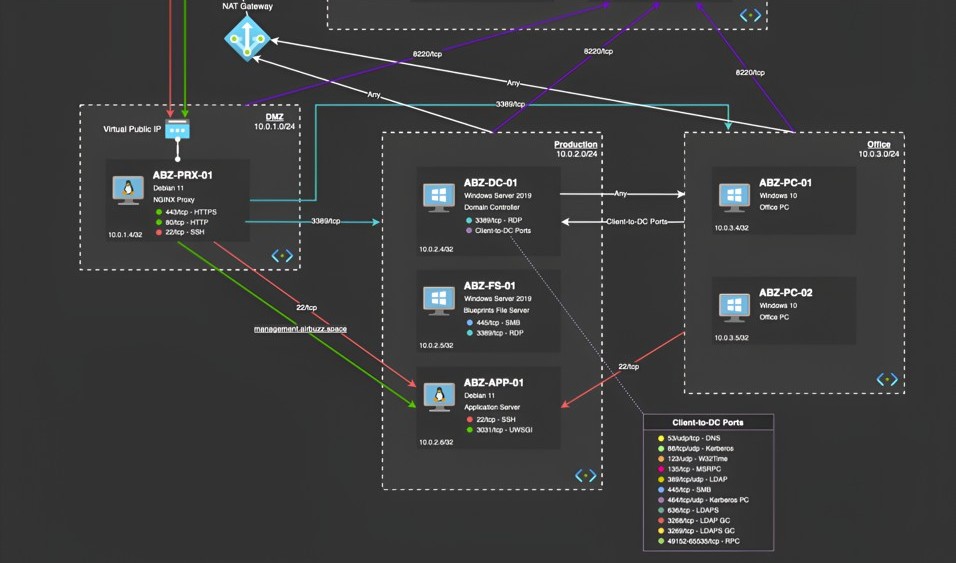 NAT Gateway
8220/tcp
8220/tcp
8220/tcp
Any
Any
3389/tcp
DMZ
10.0.1.0/24
Virtual Public IP
ABZ-PRX-01
Debian 11
NGINX Proxy
443/tcp - HTTPS
80/tcp - HTTP
22/tcp - SSH
10.0.1.4/32
3389/tcp
22/tcp
management.airbuzz.space
Production
10.0.2.0/24
ABZ-DC-01
Windows Server 2019
Domain Controller
3389/tcp - RDP
Client-to-DC Ports
10.0.2.4/32
ABZ-FS-01
Windows Server 2019
Blueprints File Server
445/tcp - SMB
3389/tcp - RDP
10.0.2.5/32
ABZ-APP-01
Debian 11
Application Server
22/tcp - SSH
3031/tcp - UWSGI
10.0.2.6/32
Any
Client-to-DC Ports
22/tcp
Office
10.0.3.0/24
ABZ-PC-01
Windows 10
Office PC
10.0.3.4/32
ABZ-PC-02
Windows 10
Office PC
10.0.3.5/32
Client-to-DC Ports
53/udp/tcp - DNS
88/tcp/udp - Kerberos
123/udp - W32Time
135/tcp - MSRPC
389/tcp/udp - LDAP
445/tcp - SMB
464/tcp/udp - Kerberos PC
636/tcp - LDAPS
3268/tcp - LDAP GC
3269/tcp - LDAPS GC
49152-65535/tcp - RPC